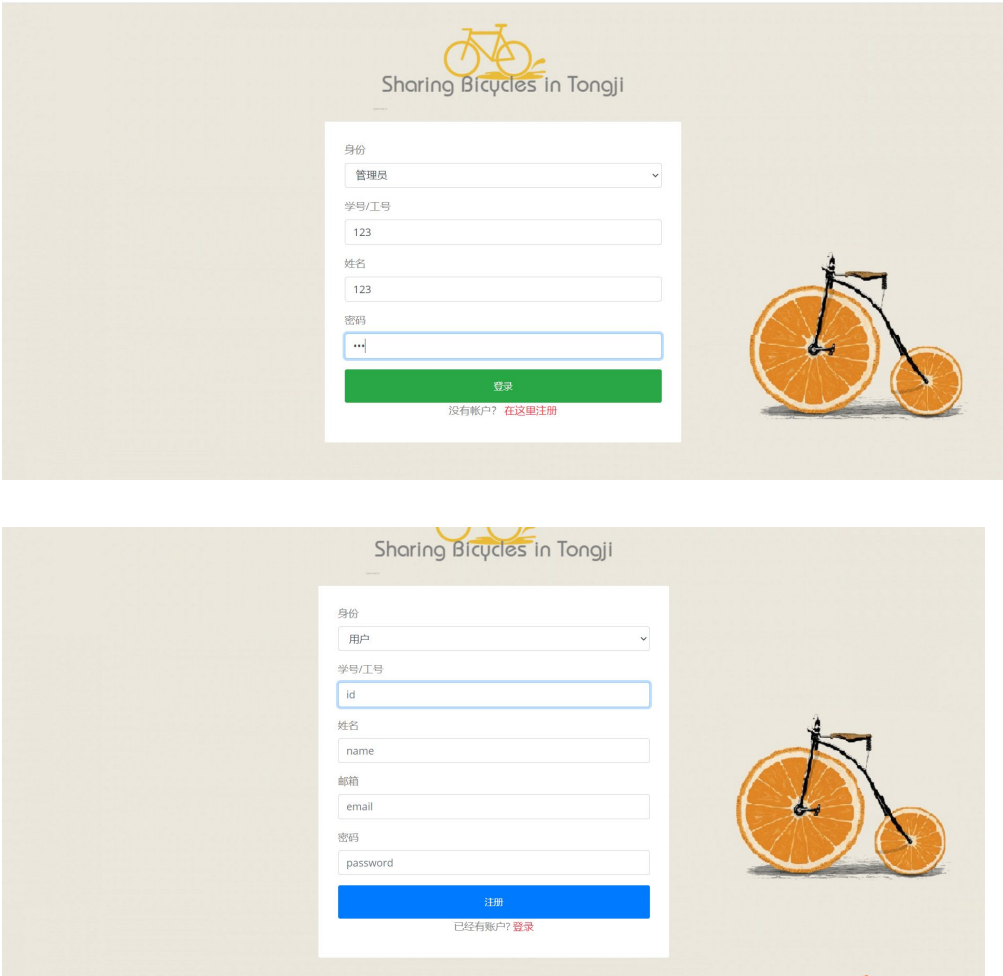 Sharing Bicycles in Tongji
身份
管理员
学号/工号
123
姓名
123
密码
•••
登录
没有帐户? 在这里注册
Sharing Bicycles in Tongji
身份
用户
学号/工号
id
姓名
name
邮箱
email
密码
password
注册
已经有账户? 登录